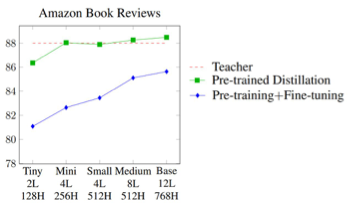 Amazon Book Reviews
88
86
84
82
80
78
Tiny Mini Small Medium Base
2L 4L 4L 8L 12L
128H 256H 512H 512H 768H
Teacher
Pre-trained Distillation
Pre-training+Fine-tuning